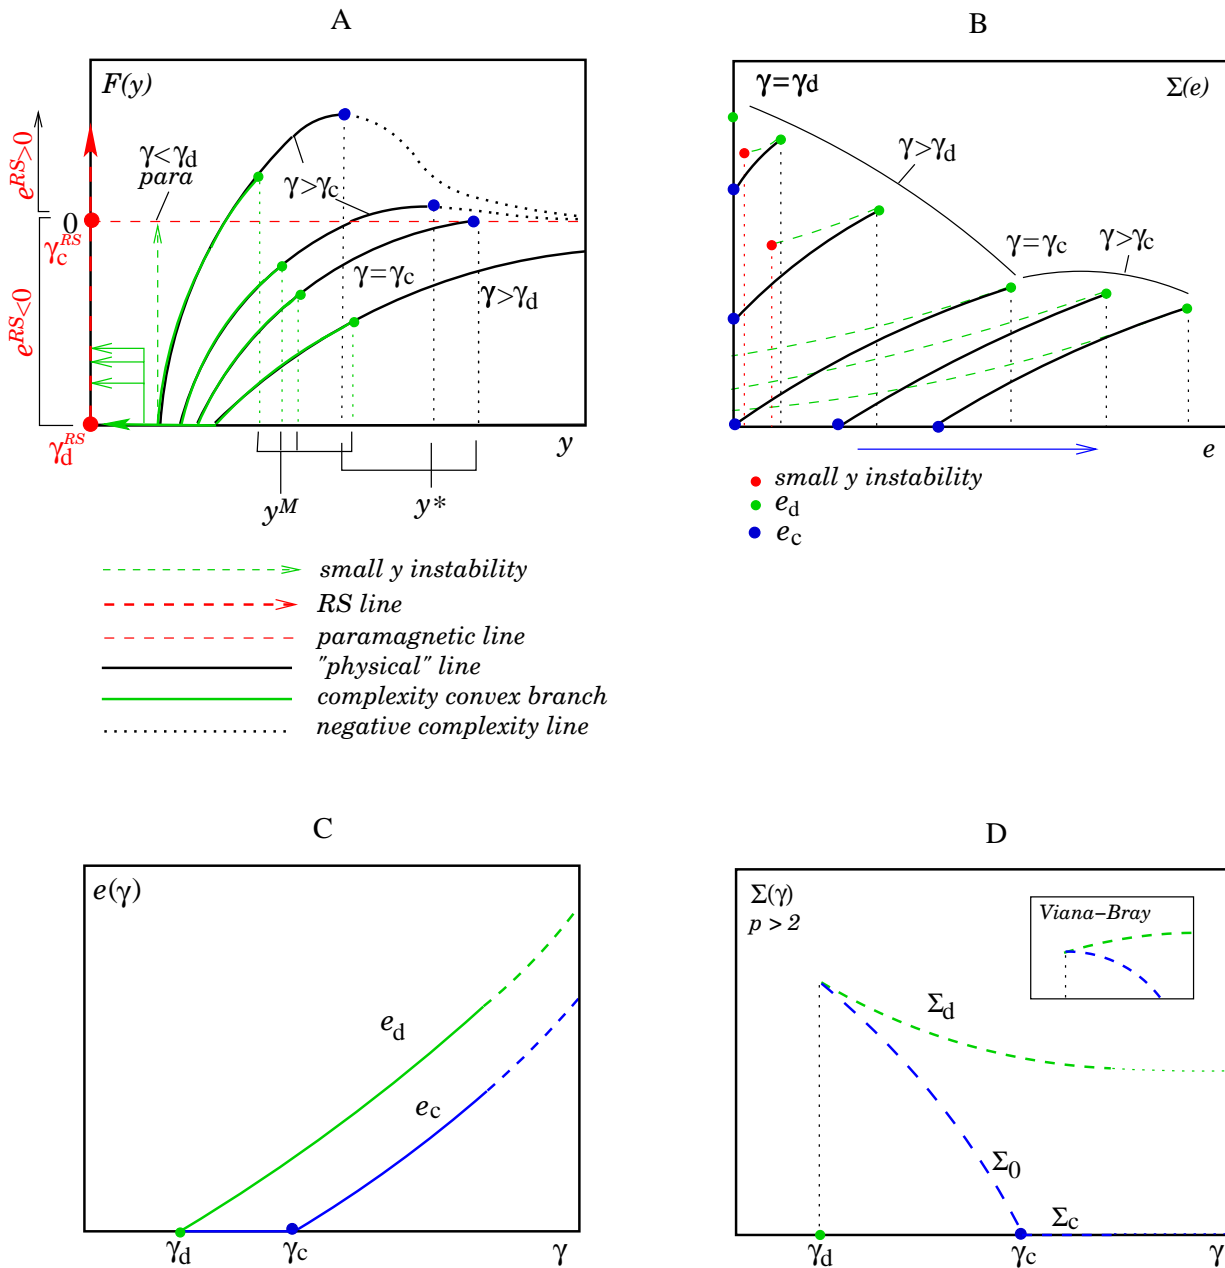 A
F(y)
e^RS>0
γ<γd
para
γ>γc
0
γc^RS
γ=γc
γ>γd
e^RS<0
γd^RS
y
y^M
y*
small y instability
RS line
paramagnetic line
"physical" line
complexity convex branch
negative complexity line
B
γ=γd
Σ(e)
γ>γd
γ=γc
γ>γc
e
small y instability
ed
ec
C
e(γ)
ed
ec
γd
γc
γ
D
Σ(γ)
p > 2
Viana–Bray
Σd
Σ0
Σc
γd
γc
γ